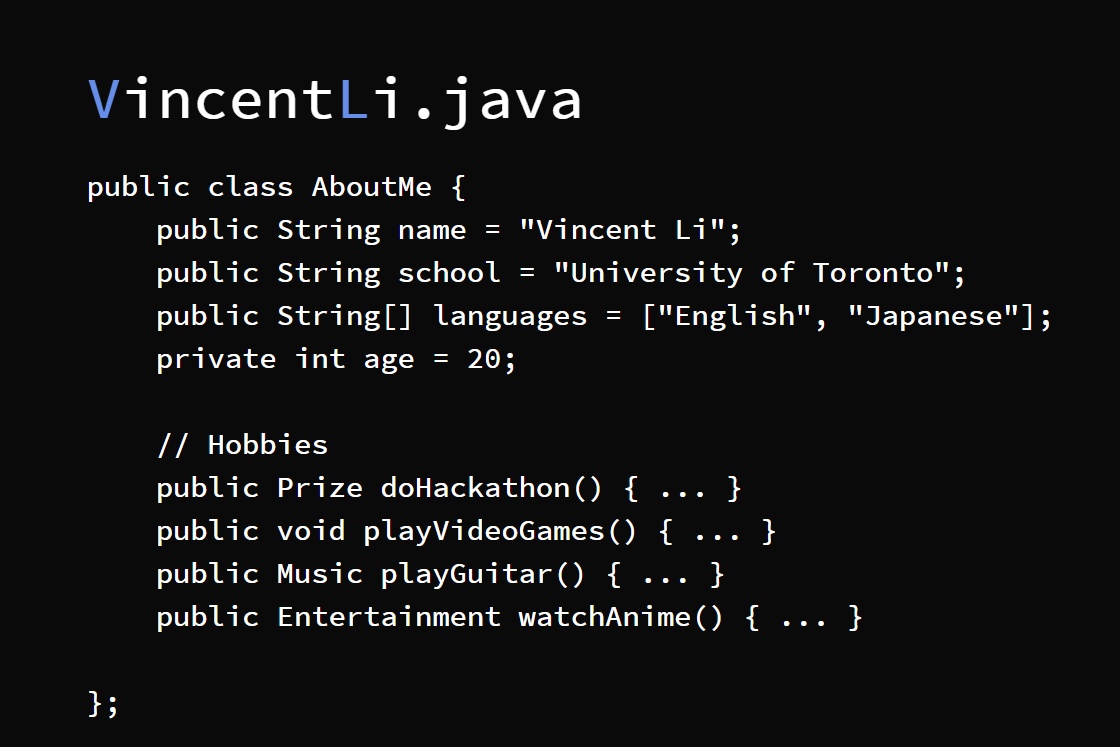 VincentLi.java
public class AboutMe {
    public String name = "Vincent Li";
    public String school = "University of Toronto";
    public String[] languages = ["English", "Japanese"];
    private int age = 20;
    // Hobbies
    public Prize doHackathon() { ... }
    public void playVideoGames() { ... }
    public Music playGuitar() { ... }
    public Entertainment watchAnime() { ... }
};